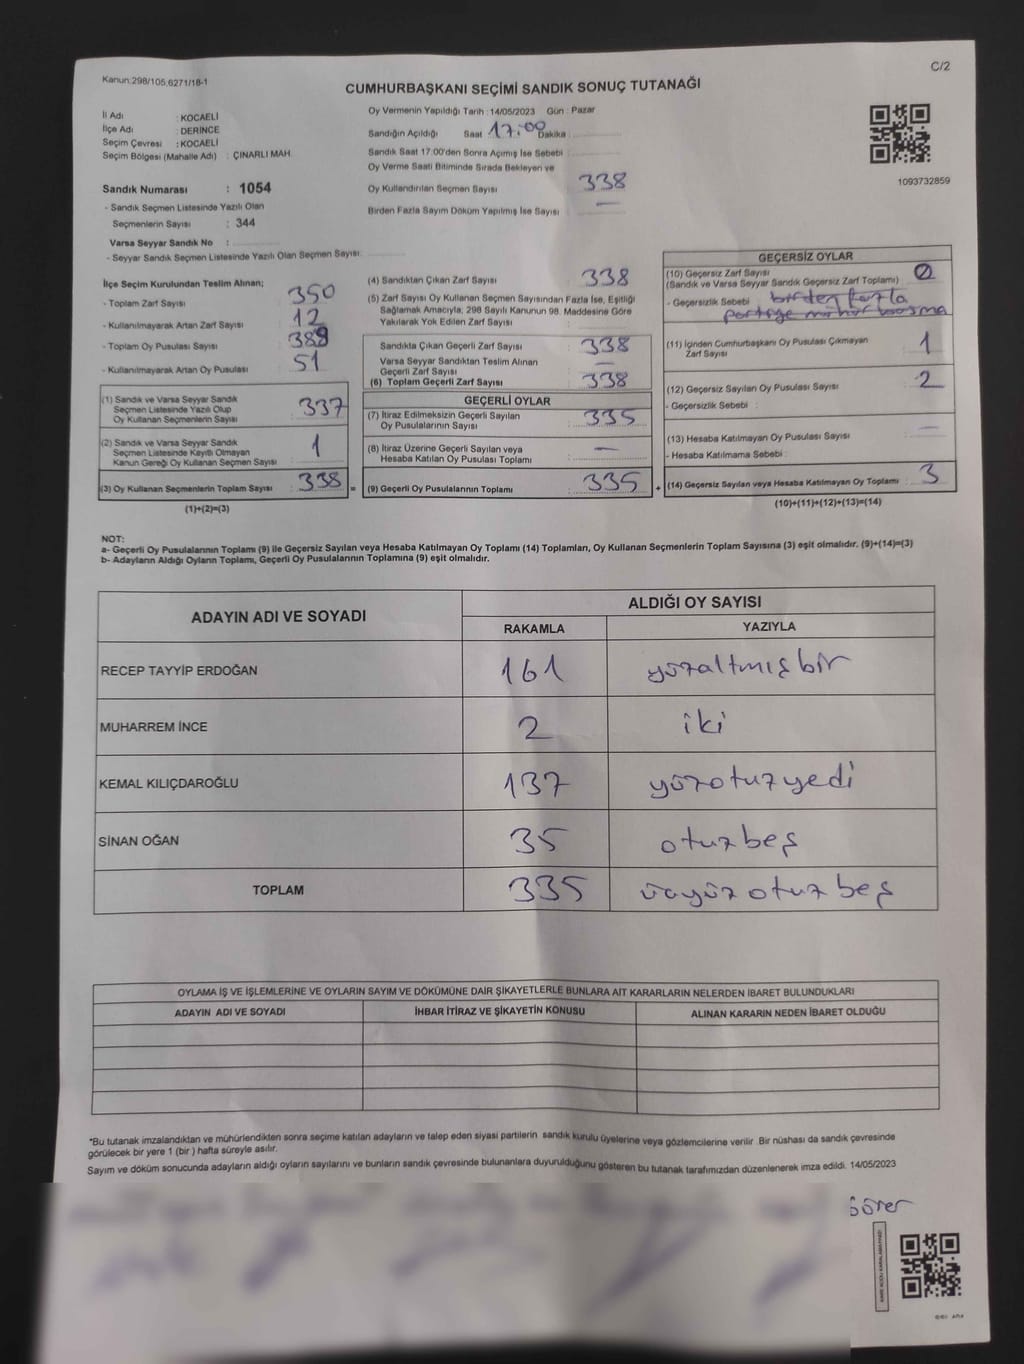 Kanun:298/105,6271/18-1
C/2
CUMHURBAŞKANI SEÇİMİ SANDIK SONUÇ TUTANAĞI
İl Adı : KOCAELİ
İlçe Adı : DERİNCE
Seçim Çevresi : KOCAELİ
Seçim Bölgesi (Mahalle Adı) : ÇINARLI MAH
Sandık Numarası : 1054
- Sandık Seçmen Listesinde Yazılı Olan
Seçmenlerin Sayısı : 344
Varsa Seyyar Sandık No :
- Seyyar Sandık Seçmen Listesinde Yazılı Olan Seçmen Sayısı:
Oy Vermenin Yapıldığı Tarih : 14/05/2023 Gün : Pazar
Sandığın Açıldığı Saat 17:00 Dakika :
Sandık Saat 17:00'den Sonra Açımış İse Sebebi :
Oy Verme Saati Bitiminde Sırada Bekleyen ve
Oy Kullandırılan Seçmen Sayısı : 338
Birden Fazla Sayım Döküm Yapılmış İse Sayısı : —
1093732859
İlçe Seçim Kurulundan Teslim Alınan;
- Toplam Zarf Sayısı : 350
- Kullanılmayarak Artan Zarf Sayısı : 12
- Toplam Oy Pusulası Sayısı : 389
- Kullanılmayarak Artan Oy Pusulası : 51
(1) Sandık ve Varsa Seyyar Sandık
Seçmen Listesinde Yazılı Olup
Oy Kullanan Seçmenlerin Sayısı : 337
(2) Sandık ve Varsa Seyyar Sandık
Seçmen Listesinde Kayıtlı Olmayan
Kanun Gereği Oy Kullanan Seçmen Sayısı : 1
(3) Oy Kullanan Seçmenlerin Toplam Sayısı : 338 =
(1)+(2)=(3)
(4) Sandıktan Çıkan Zarf Sayısı : 338
(5) Zarf Sayısı Oy Kullanan Seçmen Sayısından Fazla İse, Eşitliği
Sağlamak Amacıyla, 298 Sayılı Kanunun 98. Maddesine Göre
Yakılarak Yok Edilen Zarf Sayısı :
Sandıkta Çıkan Geçerli Zarf Sayısı : 338
Varsa Seyyar Sandıktan Teslim Alınan
Geçerli Zarf Sayısı : —
(6) Toplam Geçerli Zarf Sayısı : 338
GEÇERLİ OYLAR
(7) İtiraz Edilmeksizin Geçerli Sayılan
Oy Pusulalarının Sayısı : 335
(8) İtiraz Üzerine Geçerli Sayılan veya
Hesaba Katılan Oy Pusulası Toplamı : —
(9) Geçerli Oy Pusulalarının Toplamı : 335 +
GEÇERSİZ OYLAR
(10) Geçersiz Zarf Sayısı
(Sandık ve Varsa Seyyar Sandık Geçersiz Zarf Toplamı) : 0
- Geçersizlik Sebebi : birden fazla
partiye mühür basma
(11) İçinden Cumhurbaşkanı Oy Pusulası Çıkmayan
Zarf Sayısı : 1
(12) Geçersiz Sayılan Oy Pusulası Sayısı : 2
- Geçersizlik Sebebi :
(13) Hesaba Katılmayan Oy Pusulası Sayısı : —
- Hesaba Katılmama Sebebi :
(14) Geçersiz Sayılan veya Hesaba Katılmayan Oy Toplamı : 3
(10)+(11)+(12)+(13)=(14)
NOT:
a- Geçerli Oy Pusulalarının Toplamı (9) ile Geçersiz Sayılan veya Hesaba Katılmayan Oy Toplamı (14) Toplamları, Oy Kullanan Seçmenlerin Toplam Sayısına (3) eşit olmalıdır. (9)+(14)=(3)
b- Adayların Aldığı Oyların Toplamı, Geçerli Oy Pusulalarının Toplamına (9) eşit olmalıdır.
ADAYIN ADI VE SOYADI
ALDIĞI OY SAYISI
RAKAMLA YAZIYLA
RECEP TAYYİP ERDOĞAN 161 yüzaltmışbir
MUHARREM İNCE 2 iki
KEMAL KILIÇDAROĞLU 137 yüzotuzyedi
SİNAN OĞAN 35 otuzbeş
TOPLAM 335 üçyüzotuzbeş
OYLAMA İŞ VE İŞLEMLERİNE VE OYLARIN SAYIM VE DÖKÜMÜNE DAİR ŞİKAYETLERLE BUNLARA AİT KARARLARIN NELERDEN İBARET BULUNDUKLARI
ADAYIN ADI VE SOYADI İHBAR İTİRAZ VE ŞİKAYETİN KONUSU ALINAN KARARIN NEDEN İBARET OLDUĞU
*Bu tutanak imzalandıktan ve mühürlendikten sonra seçime katılan adayların ve talep eden siyasi partilerin sandık kurulu üyelerine veya gözlemcilerine verilir .Bir nüshası da sandık çevresinde
görülecek bir yere 1 (bir ) hafta süreyle asılır.
Sayım ve döküm sonucunda adayların aldığı oyların sayılarını ve bunların sandık çevresinde bulunanlara duyurulduğunu gösteren bu tutanak tarafımızdan düzenlenerek imza edildi. 14/05/2023